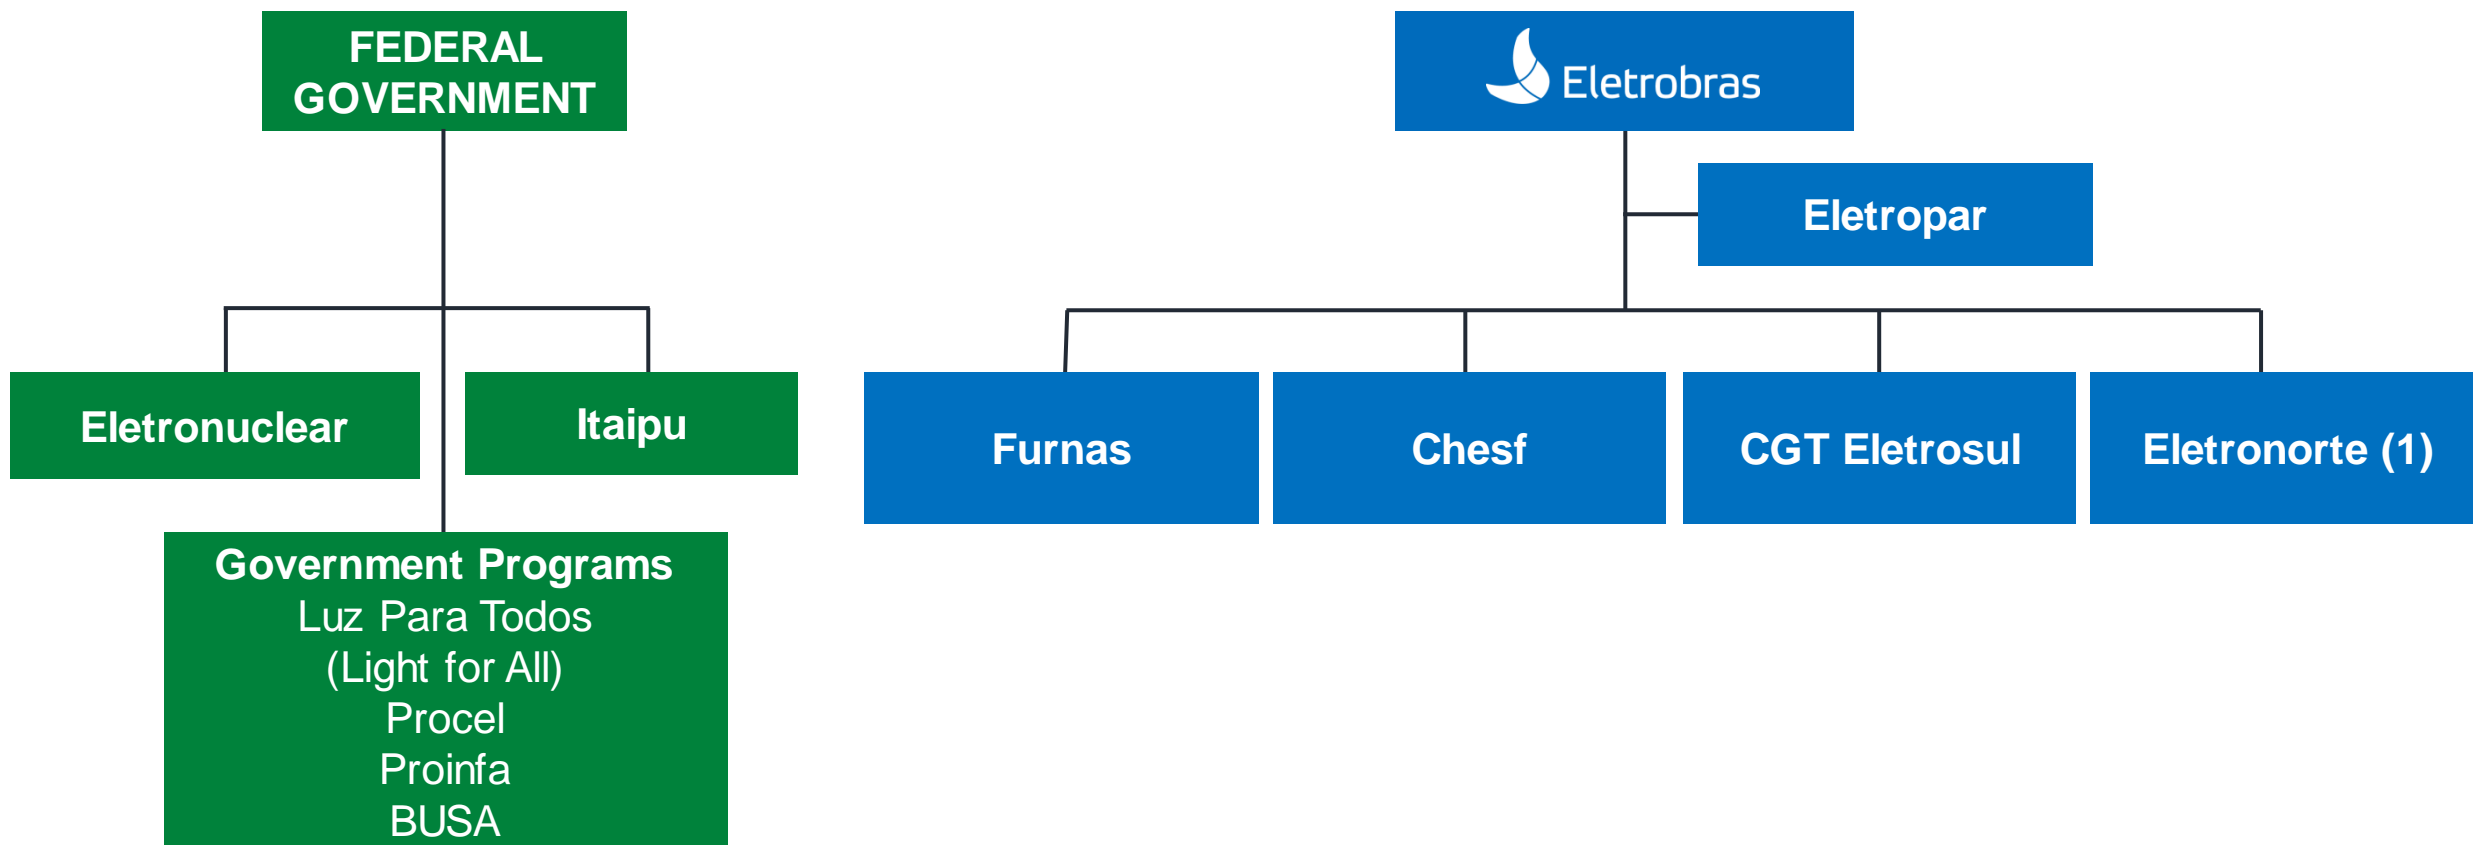 FEDERAL
GOVERNMENT
Eletronuclear
Itaipu
Government Programs
Luz Para Todos
(Light for All)
Procel
Proinfa
BUSA
Eletrobras
Eletropar
Furnas
Chesf
CGT Eletrosul
Eletronorte (1)